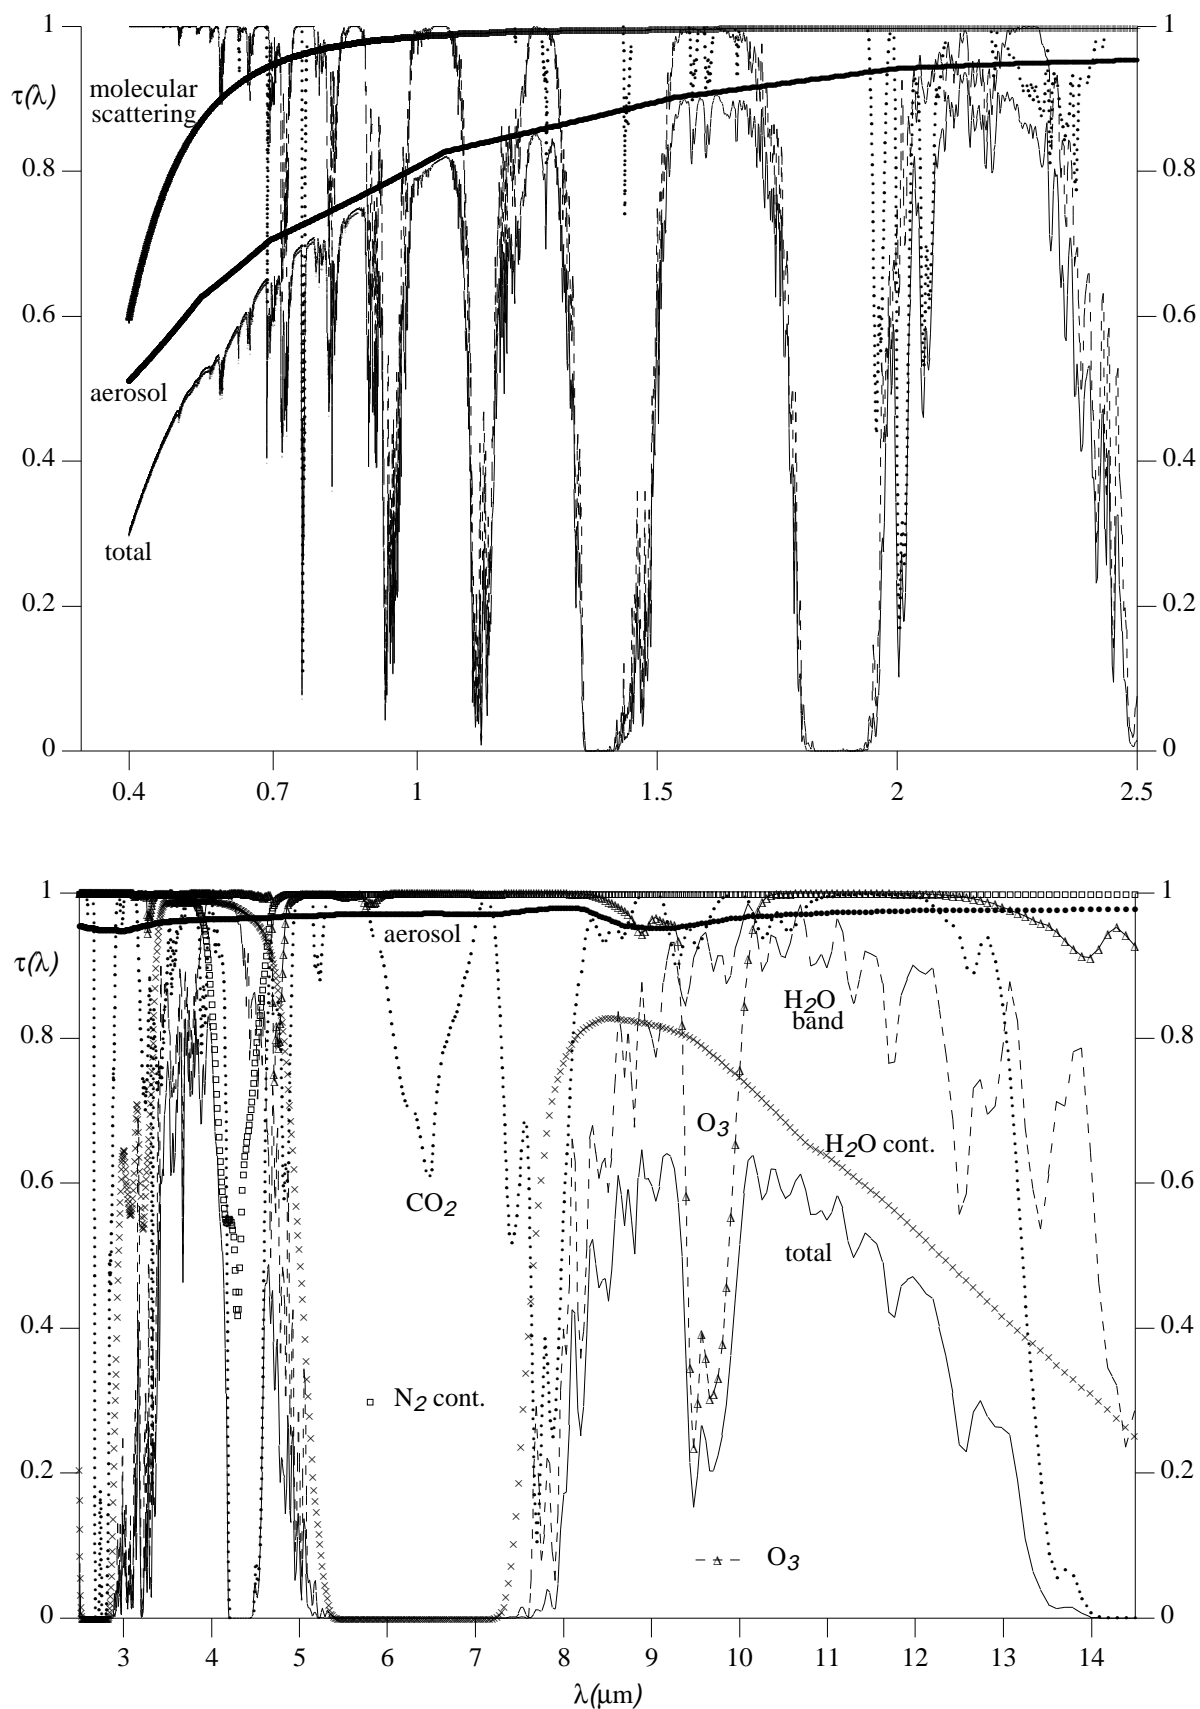 1
1
τ(λ)
molecular
scattering
0.8
0.8
0.6
0.6
aerosol
0.4
0.4
total
0.2
0.2
0
0
0.4 0.7 1 1.5 2 2.5
1
1
aerosol
τ(λ)
H2O
band
0.8
0.8
O3
H2O cont.
0.6
0.6
CO2
total
0.4
0.4
N2 cont.
0.2
0.2
O3
0
0
3 4 5 6 7 8 9 10 11 12 13 14
λ(μm)